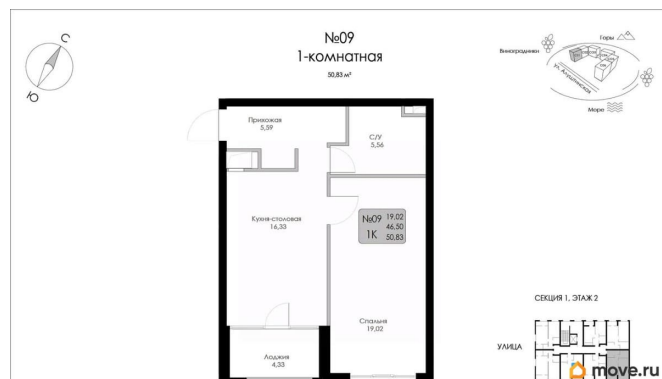 №09
1-комнатная
50,83 м²
С
Ю
Горы
Виноградники
ул. Алуштинская
Море
Прихожая
5,59
С/У
5,56
Кухня-столовая
16,33
№09 19,02
46,50
1К 50,83
Спальня
19,02
Лоджия
4,33
СЕКЦИЯ 1, ЭТАЖ 2
УЛИЦА
move.ru